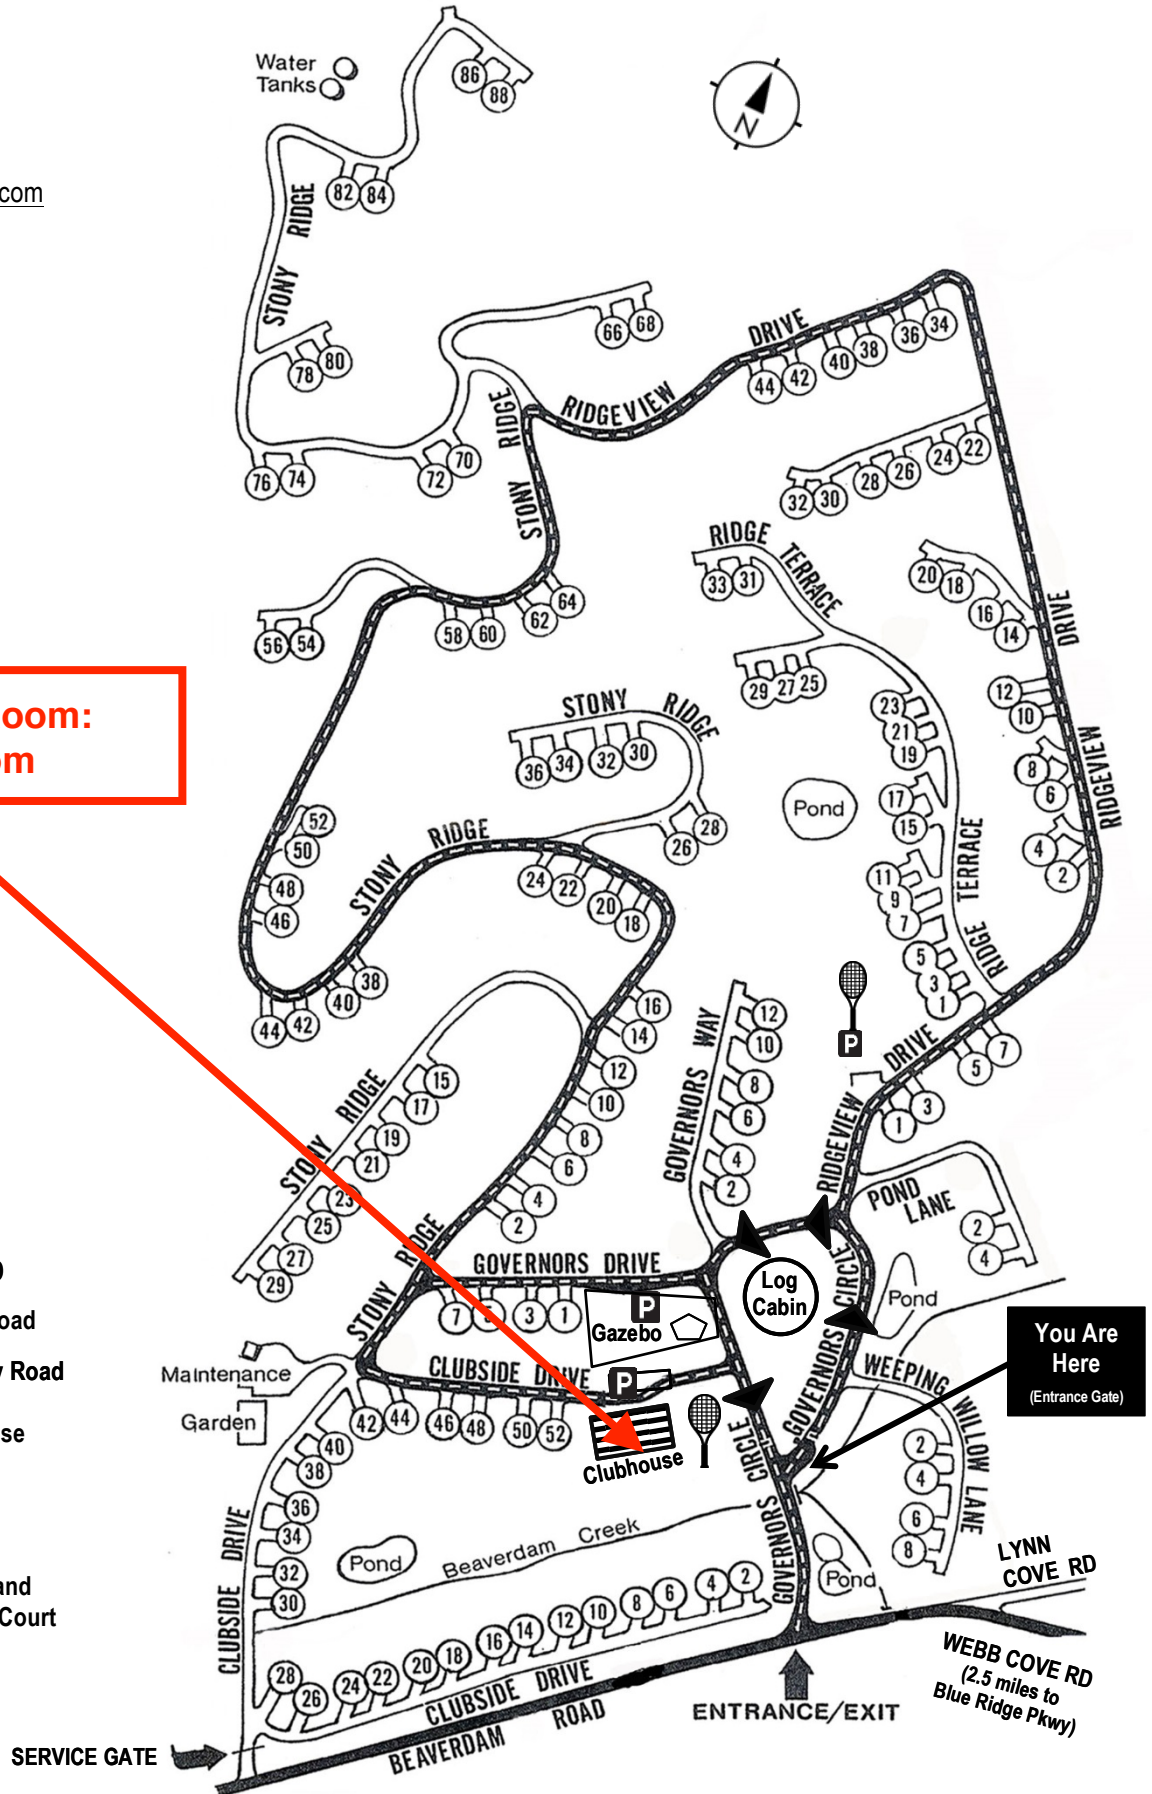 Water
Tanks
86
88
N
82
84
com
STONY RIDGE
66
68
DRIVE
34
36
38
40
42
44
RIDGEVIEW
78
80
RIDGE
STONY
70
72
74
76
22
24
26
28
30
32
RIDGE TERRACE
33
31
20
18
16
14
DRIVE
64
62
60
58
56
54
29
27
25
12
10
8
6
4
2
RIDGEVIEW
oom:
om
STONY RIDGE
36
34
32
30
28
26
23
21
19
17
15
11
9
7
5
3
1
TERRACE
RIDGE
Pond
52
50
48
46
RIDGE
STONY
24
22
20
18
44
42
40
38
16
14
12
10
8
6
4
2
GOVERNORS WAY
12
10
8
6
4
2
P
DRIVE
7
5
3
1
RIDGEVIEW
STONY RIDGE
15
17
19
21
23
25
27
29
POND
LANE
2
4
STONY RIDGE
GOVERNORS DRIVE
7
5
3
1
P
Gazebo
Log
Cabin
GOVERNORS CIRCLE
Pond
oad
y Road
se
and
Court
You Are
Here
(Entrance Gate)
Maintenance
Garden
CLUBSIDE DRIVE
P
42
44
46
48
50
52
Clubhouse
GOVERNORS CIRCLE
WEEPING WILLOW LANE
2
4
6
8
40
38
36
34
32
30
CLUBSIDE DRIVE
Pond
Beaverdam Creek
Pond
LYNN
COVE RD
28
26
24
22
20
18
16
14
12
10
8
6
4
2
CLUBSIDE DRIVE
BEAVERDAM ROAD
WEBB COVE RD
(2.5 miles to
Blue Ridge Pkwy)
ENTRANCE/EXIT
SERVICE GATE